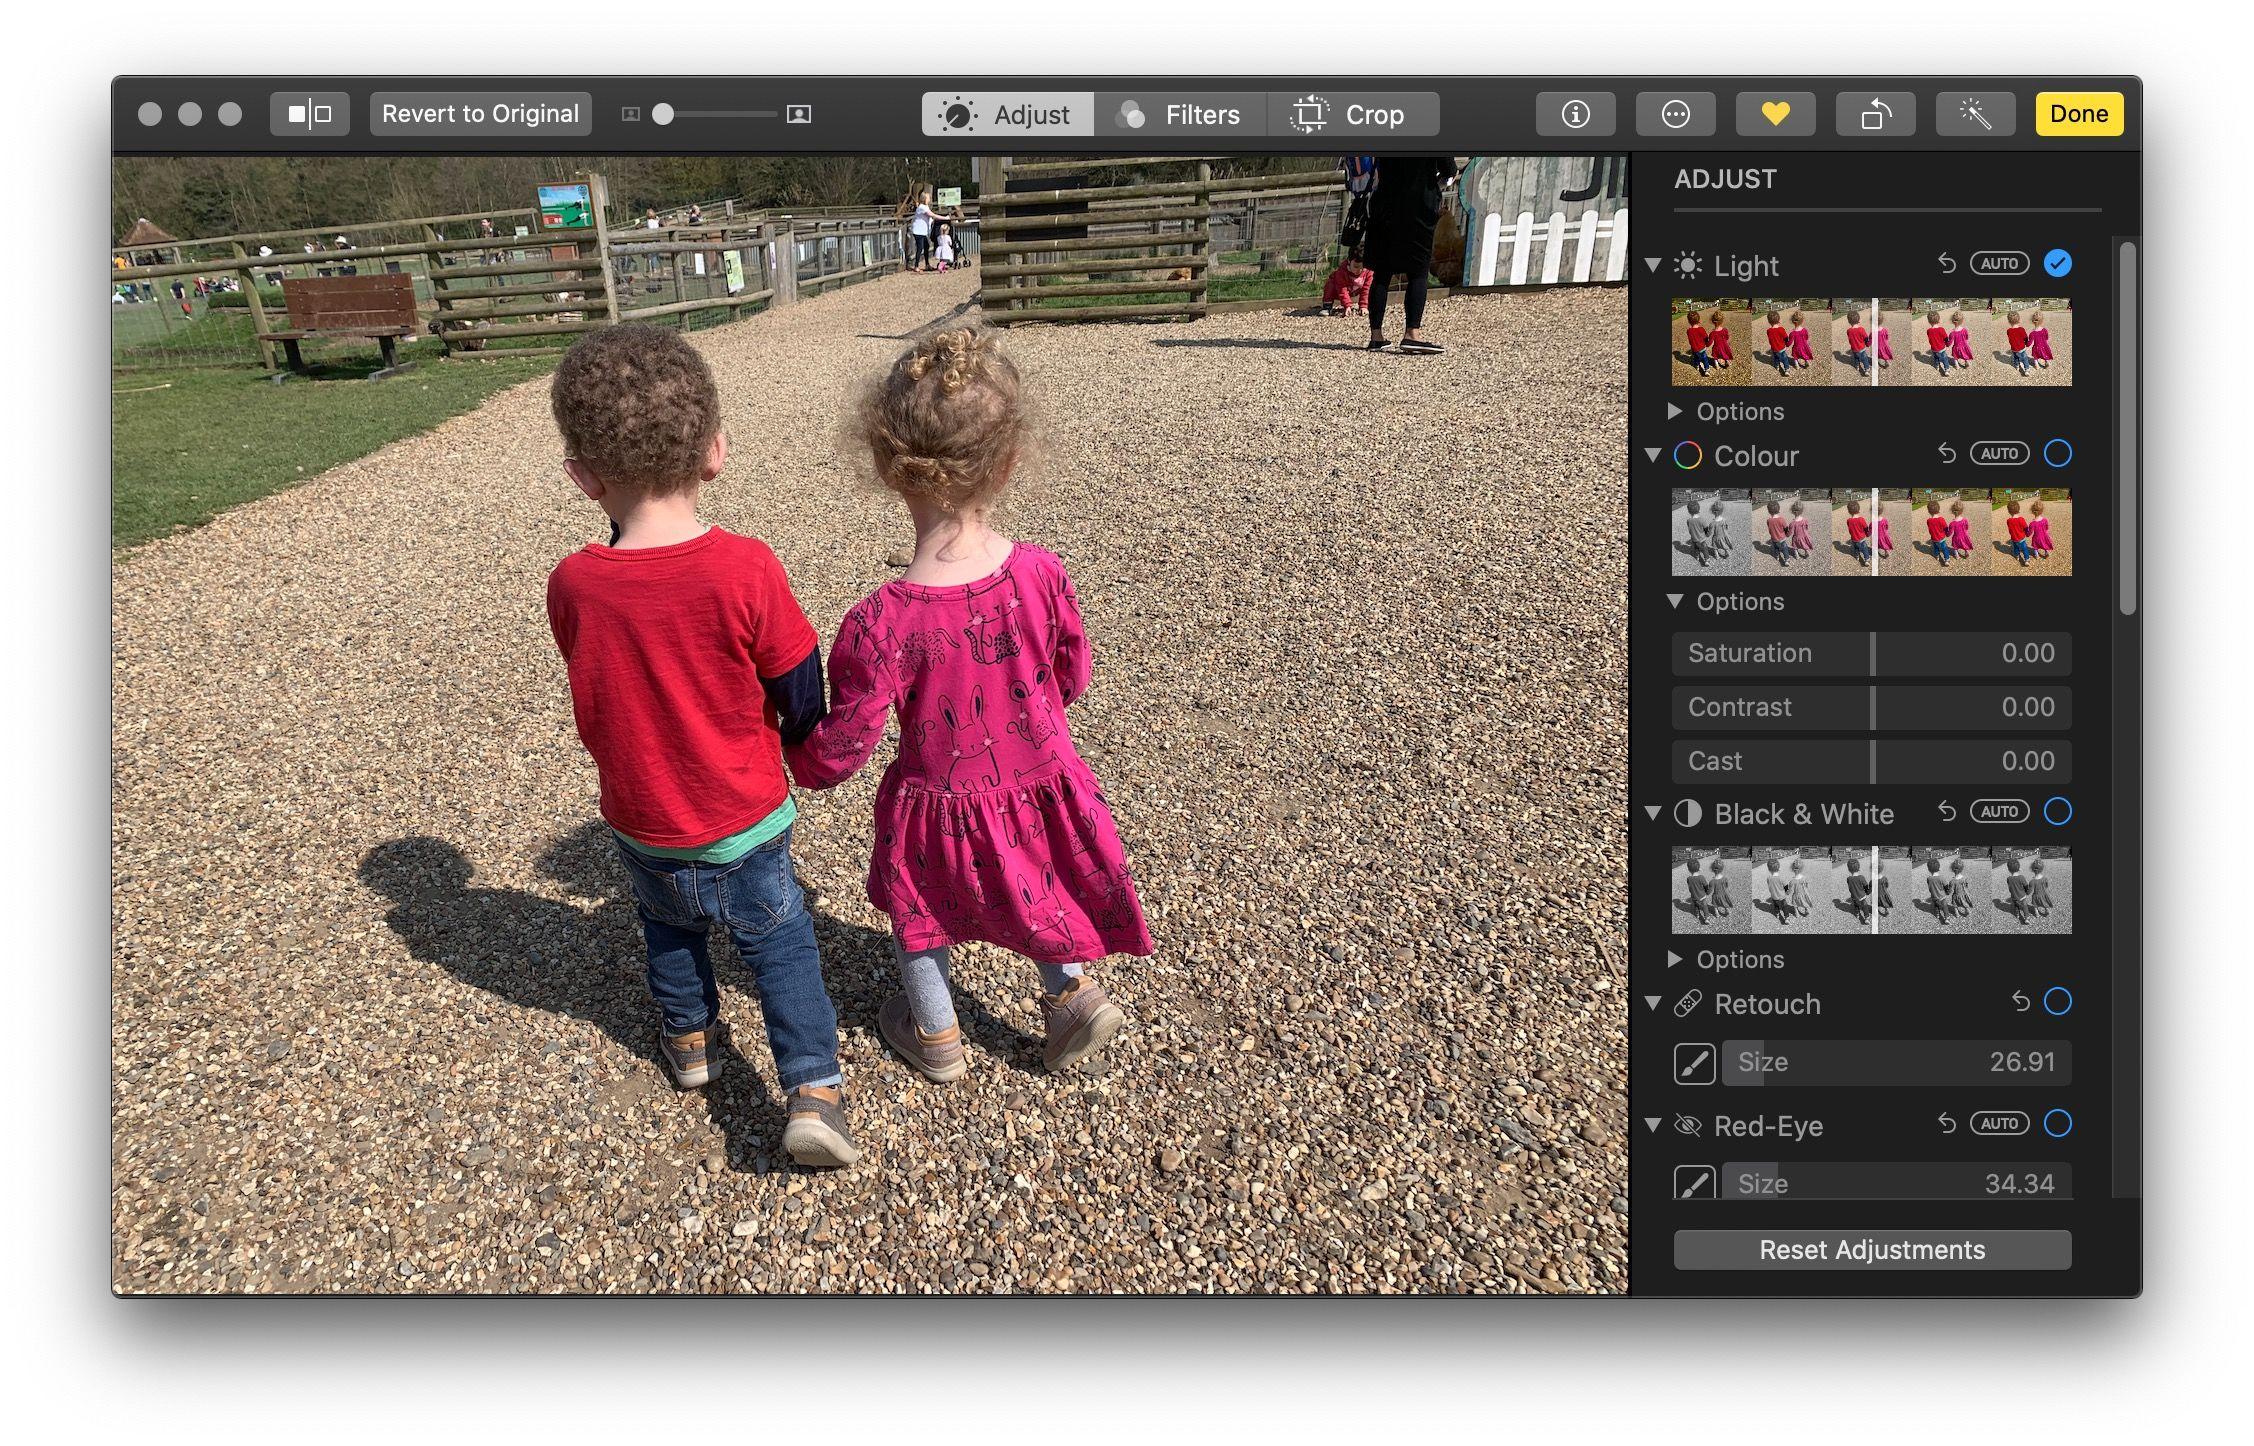 Revert to Original
Adjust
Filters
Crop
Done
ADJUST
Light
AUTO
Options
Colour
AUTO
Options
Saturation 0.00
Contrast 0.00
Cast 0.00
Black & White
AUTO
Options
Retouch
Size 26.91
Red-Eye
AUTO
Size 34.34
Reset Adjustments